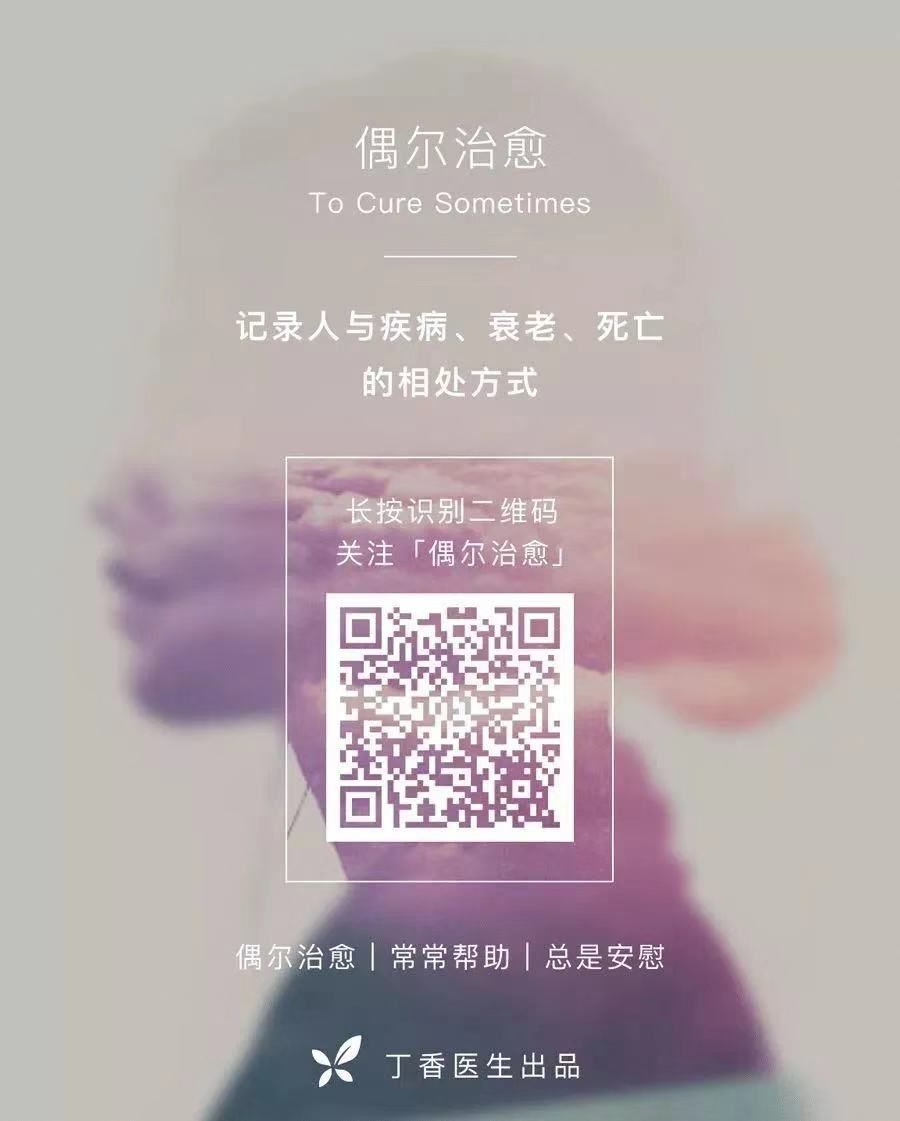 偶尔治愈
To Cure Sometimes
记录人与疾病、衰老、死亡
的相处方式
长按识别二维码
关注「偶尔治愈」
偶尔治愈|常常帮助|总是安慰
丁香医生出品